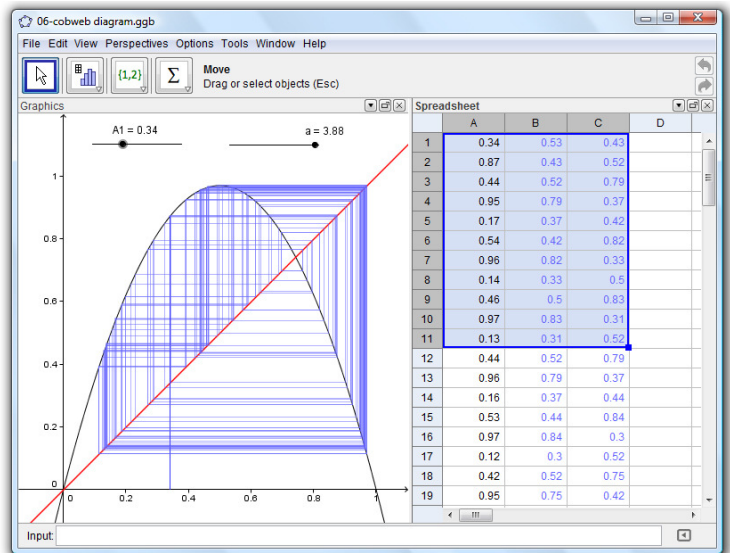 06-cobweb diagram.ggb
File Edit View Perspectives Options Tools Window Help
{1,2}
Σ
Move
Drag or select objects (Esc)
Graphics
Spreadsheet
A1 = 0.34
a = 3.88
1
0.8
0.6
0.4
0.2
0
0 0.2 0.4 0.6 0.8 1
A B C D
1 0.34 0.53 0.43
2 0.87 0.43 0.52
3 0.44 0.52 0.79
4 0.95 0.79 0.37
5 0.17 0.37 0.42
6 0.54 0.42 0.82
7 0.96 0.82 0.33
8 0.14 0.33 0.5
9 0.46 0.5 0.83
10 0.97 0.83 0.31
11 0.13 0.31 0.52
12 0.44 0.52 0.79
13 0.96 0.79 0.37
14 0.16 0.37 0.44
15 0.53 0.44 0.84
16 0.97 0.84 0.3
17 0.12 0.3 0.52
18 0.42 0.52 0.75
19 0.95 0.75 0.42
Input: